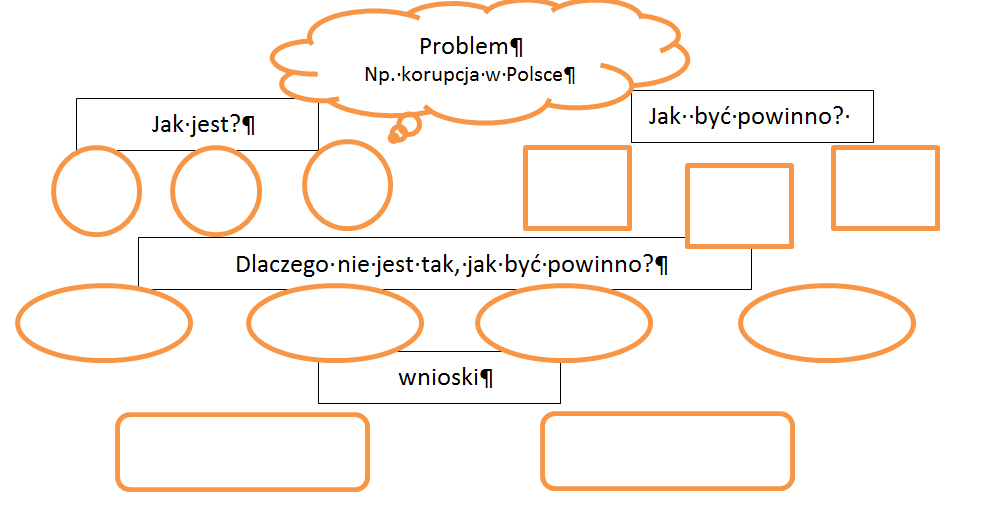 Problem¶
Np.·korupcja·w·Polsce¶
Jak·jest?¶
Jak··być·powinno?·
Dlaczego·nie·jest·tak,·jak·być·powinno?¶
wnioski¶